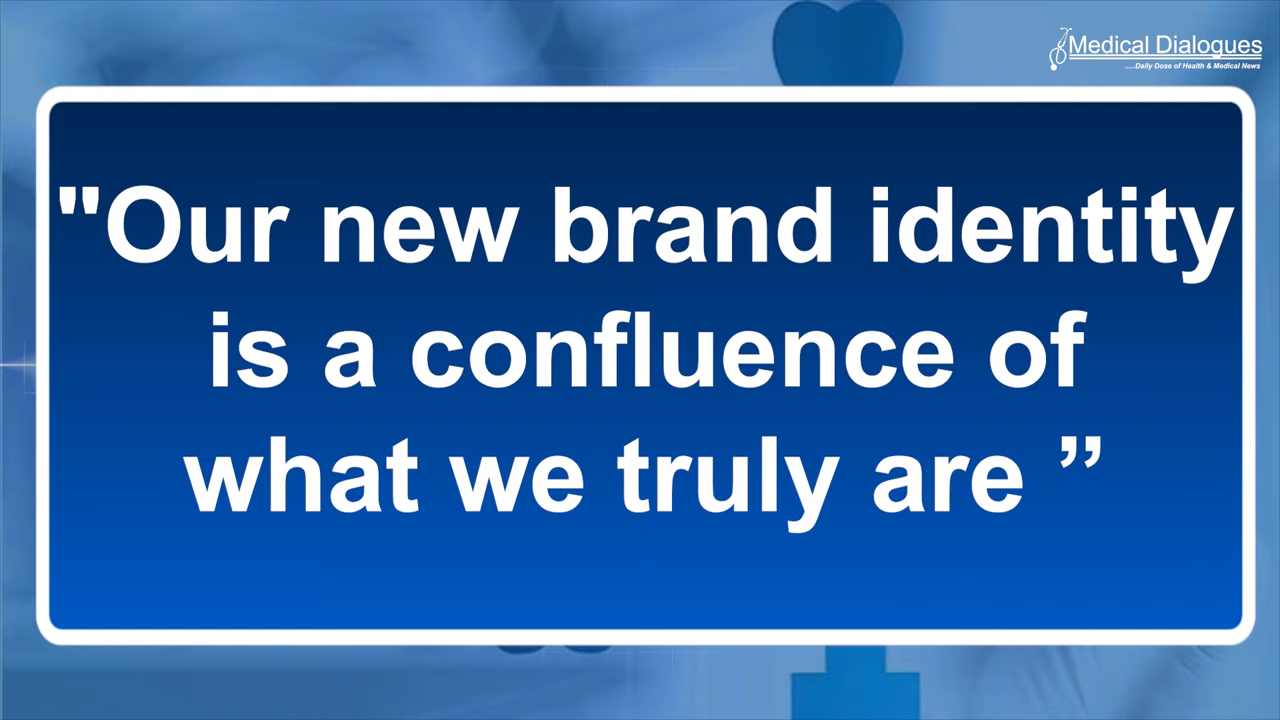 Medical Dialogues
.....Daily Dose of Health & Medical News
"Our new brand identity
is a confluence of
what we truly are ”